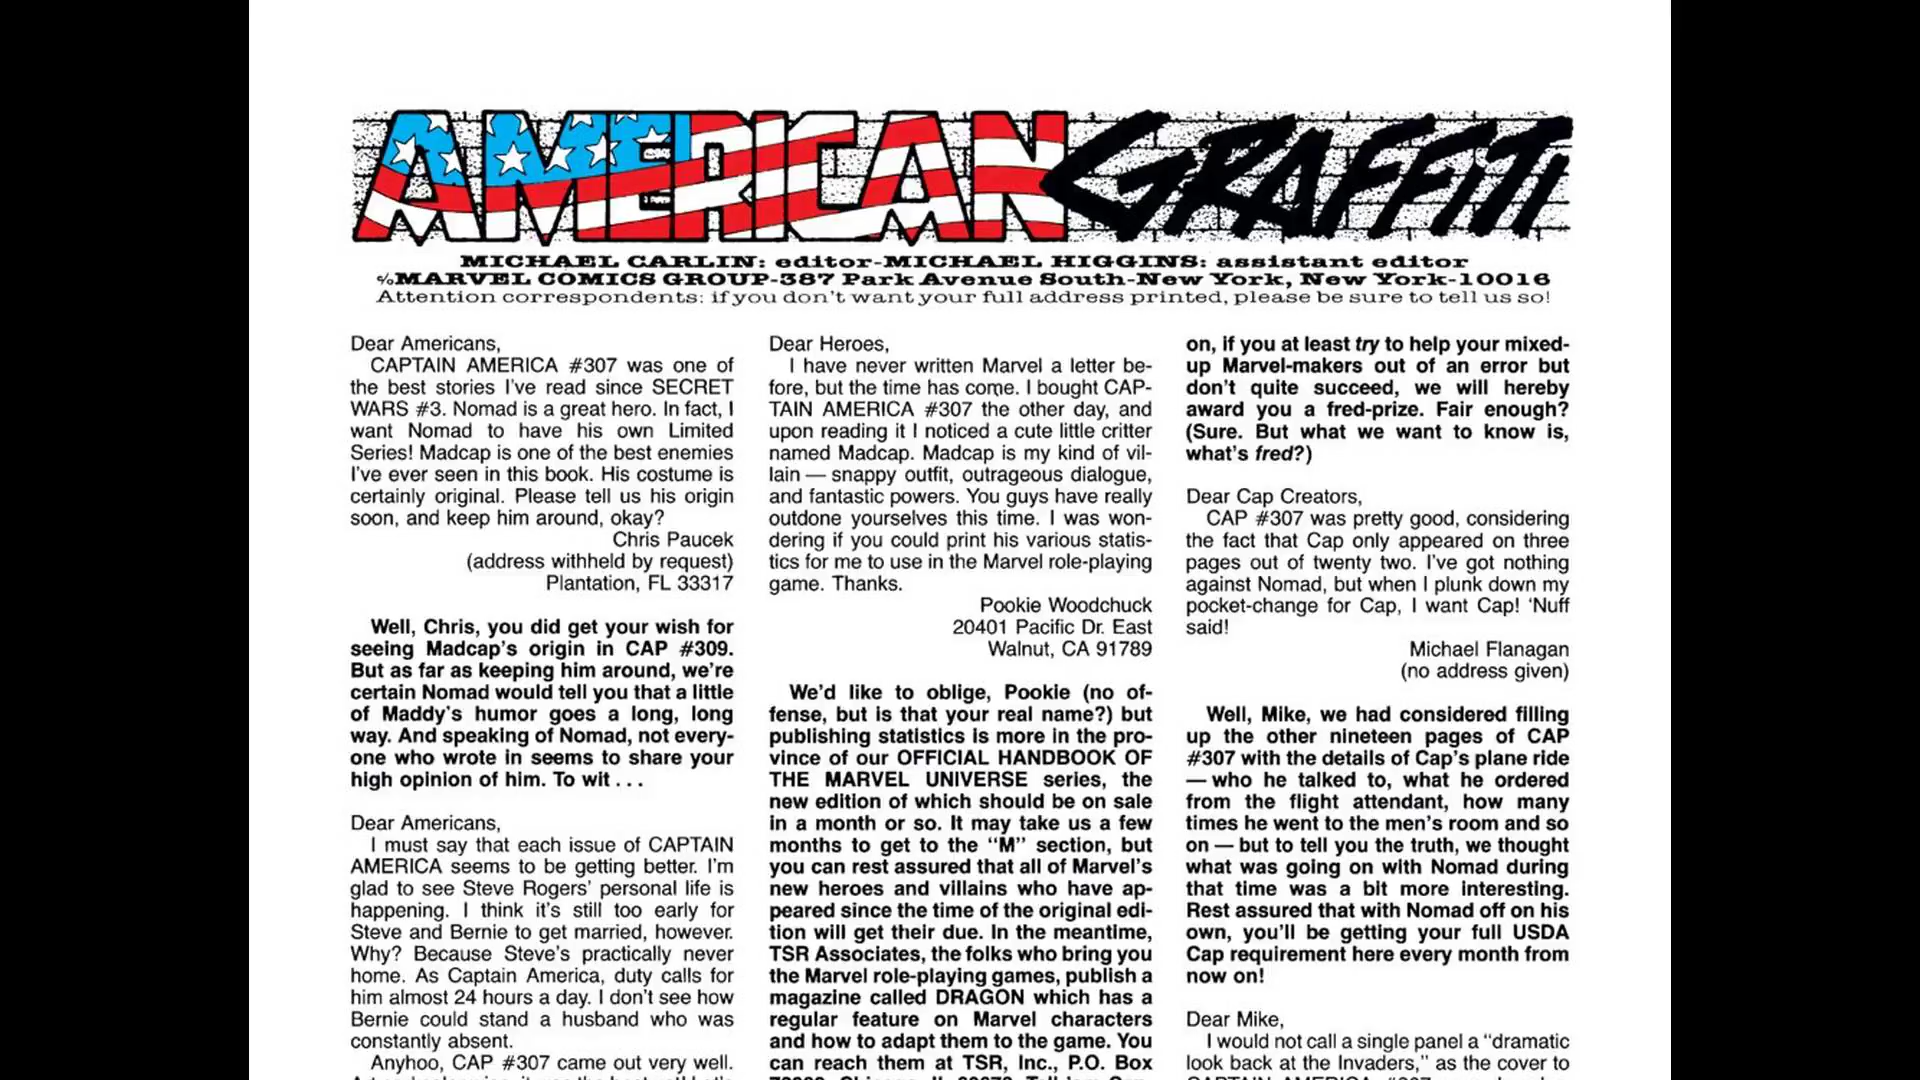 AMERICAN GRAFFITI
MICHAEL CARLIN: editor-MICHAEL HIGGINS: assistant editor
℅MARVEL COMICS GROUP-387 Park Avenue South-New York, New York-10016
Attention correspondents: if you don't want your full address printed, please be sure to tell us so!
Dear Americans,
CAPTAIN AMERICA #307 was one of
the best stories I've read since SECRET
WARS #3. Nomad is a great hero. In fact, I
want Nomad to have his own Limited
Series! Madcap is one of the best enemies
I've ever seen in this book. His costume is
certainly original. Please tell us his origin
soon, and keep him around, okay?
Chris Paucek
(address withheld by request)
Plantation, FL 33317
Well, Chris, you did get your wish for
seeing Madcap's origin in CAP #309.
But as far as keeping him around, we're
certain Nomad would tell you that a little
of Maddy's humor goes a long, long
way. And speaking of Nomad, not every-
one who wrote in seems to share your
high opinion of him. To wit . . .
Dear Americans,
I must say that each issue of CAPTAIN
AMERICA seems to be getting better. I'm
glad to see Steve Rogers' personal life is
happening. I think it's still too early for
Steve and Bernie to get married, however.
Why? Because Steve's practically never
home. As Captain America, duty calls for
him almost 24 hours a day. I don't see how
Bernie could stand a husband who was
constantly absent.
Anyhoo, CAP #307 came out very well.
Dear Heroes,
I have never written Marvel a letter be-
fore, but the time has come. I bought CAP-
TAIN AMERICA #307 the other day, and
upon reading it I noticed a cute little critter
named Madcap. Madcap is my kind of vil-
lain — snappy outfit, outrageous dialogue,
and fantastic powers. You guys have really
outdone yourselves this time. I was won-
dering if you could print his various statis-
tics for me to use in the Marvel role-playing
game. Thanks.
Pookie Woodchuck
20401 Pacific Dr. East
Walnut, CA 91789
We'd like to oblige, Pookie (no of-
fense, but is that your real name?) but
publishing statistics is more in the pro-
vince of our OFFICIAL HANDBOOK OF
THE MARVEL UNIVERSE series, the
new edition of which should be on sale
in a month or so. It may take us a few
months to get to the "M" section, but
you can rest assured that all of Marvel's
new heroes and villains who have ap-
peared since the time of the original edi-
tion will get their due. In the meantime,
TSR Associates, the folks who bring you
the Marvel role-playing games, publish a
magazine called DRAGON which has a
regular feature on Marvel characters
and how to adapt them to the game. You
can reach them at TSR, Inc., P.O. Box
on, if you at least try to help your mixed-
up Marvel-makers out of an error but
don't quite succeed, we will hereby
award you a fred-prize. Fair enough?
(Sure. But what we want to know is,
what's fred?)
Dear Cap Creators,
CAP #307 was pretty good, considering
the fact that Cap only appeared on three
pages out of twenty two. I've got nothing
against Nomad, but when I plunk down my
pocket-change for Cap, I want Cap! 'Nuff
said!
Michael Flanagan
(no address given)
Well, Mike, we had considered filling
up the other nineteen pages of CAP
#307 with the details of Cap's plane ride
— who he talked to, what he ordered
from the flight attendant, how many
times he went to the men's room and so
on — but to tell you the truth, we thought
what was going on with Nomad during
that time was a bit more interesting.
Rest assured that with Nomad off on his
own, you'll be getting your full USDA
Cap requirement here every month from
now on!
Dear Mike,
I would not call a single panel a "dramatic
look back at the Invaders," as the cover to